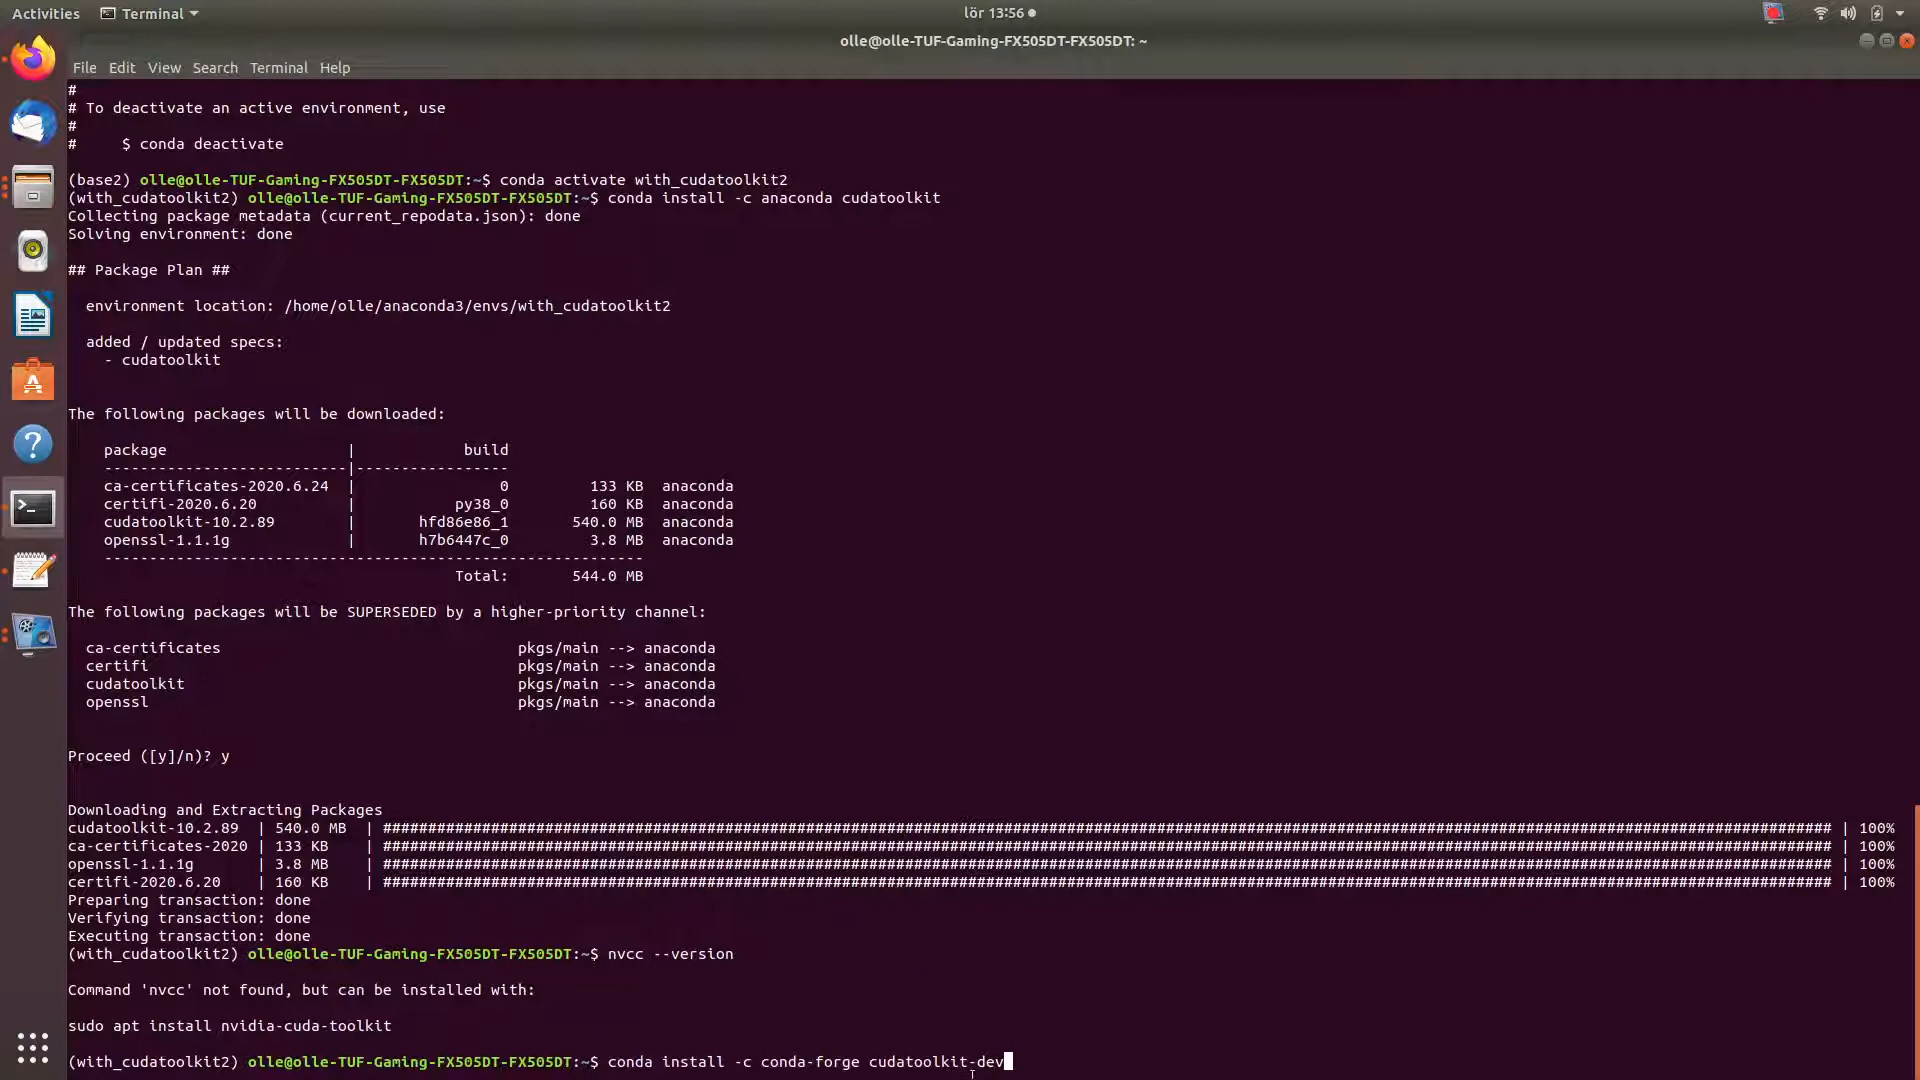 Activities Terminal lör 13:56
olle@olle-TUF-Gaming-FX505DT-FX505DT: ~
File Edit View Search Terminal Help
#
# To deactivate an active environment, use
#
#     $ conda deactivate
(base2) olle@olle-TUF-Gaming-FX505DT-FX505DT:~$ conda activate with_cudatoolkit2
(with_cudatoolkit2) olle@olle-TUF-Gaming-FX505DT-FX505DT:~$ conda install -c anaconda cudatoolkit
Collecting package metadata (current_repodata.json): done
Solving environment: done
## Package Plan ##
environment location: /home/olle/anaconda3/envs/with_cudatoolkit2
added / updated specs:
- cudatoolkit
The following packages will be downloaded:
package | build
---------------------------|-----------------
ca-certificates-2020.6.24 | 0 133 KB anaconda
certifi-2020.6.20 | py38_0 160 KB anaconda
cudatoolkit-10.2.89 | hfd86e86_1 540.0 MB anaconda
openssl-1.1.1g | h7b6447c_0 3.8 MB anaconda
------------------------------------------------------------
Total: 544.0 MB
The following packages will be SUPERSEDED by a higher-priority channel:
ca-certificates pkgs/main --> anaconda
certifi pkgs/main --> anaconda
cudatoolkit pkgs/main --> anaconda
openssl pkgs/main --> anaconda
Proceed ([y]/n)? y
Downloading and Extracting Packages
cudatoolkit-10.2.89 | 540.0 MB | ################################################################################################################################################################# | 100%
ca-certificates-2020 | 133 KB | ################################################################################################################################################################# | 100%
openssl-1.1.1g | 3.8 MB | ################################################################################################################################################################# | 100%
certifi-2020.6.20 | 160 KB | ################################################################################################################################################################# | 100%
Preparing transaction: done
Verifying transaction: done
Executing transaction: done
(with_cudatoolkit2) olle@olle-TUF-Gaming-FX505DT-FX505DT:~$ nvcc --version
Command 'nvcc' not found, but can be installed with:
sudo apt install nvidia-cuda-toolkit
(with_cudatoolkit2) olle@olle-TUF-Gaming-FX505DT-FX505DT:~$ conda install -c conda-forge cudatoolkit-dev